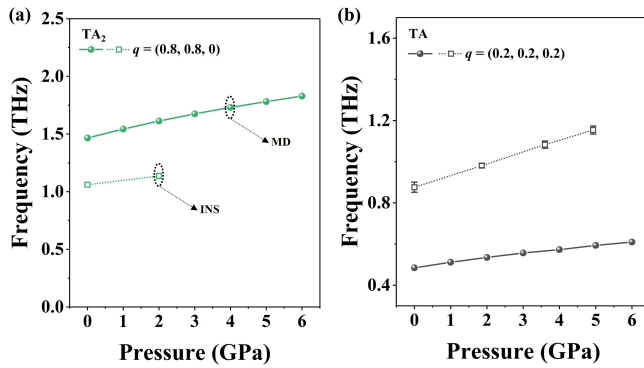 (a)
TA₂
q = (0.8, 0.8, 0)
MD
INS
Frequency (THz)
2.5
2.0
1.5
1.0
0.5
0.0
0 1 2 3 4 5 6
Pressure (GPa)
(b)
TA
q = (0.2, 0.2, 0.2)
Frequency (THz)
1.6
1.2
0.8
0.4
0 1 2 3 4 5 6
Pressure (GPa)